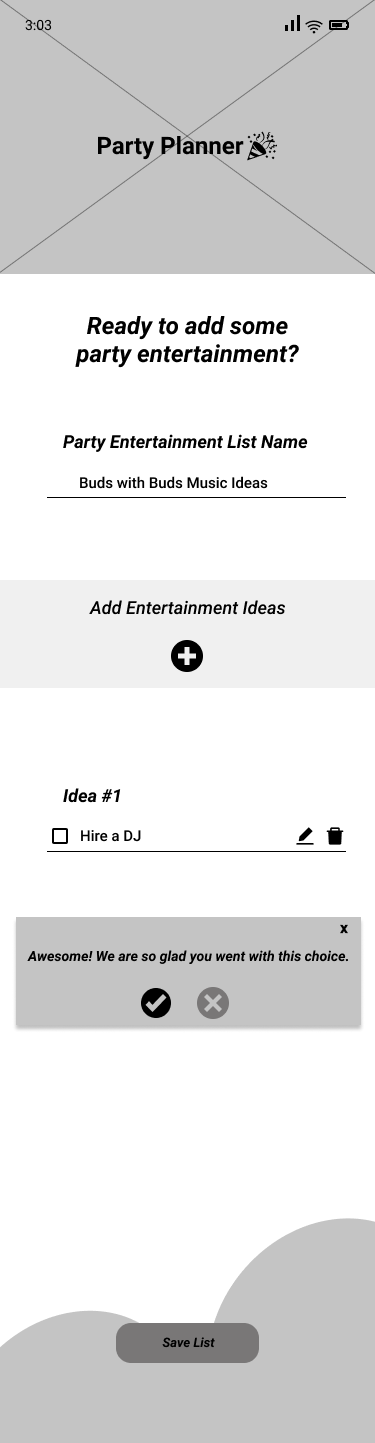 3:03
Party Planner
Ready to add some
party entertainment?
Party Entertainment List Name
Buds with Buds Music Ideas
Add Entertainment Ideas
Idea #1
Hire a DJ
x
Awesome! We are so glad you went with this choice.
Save List